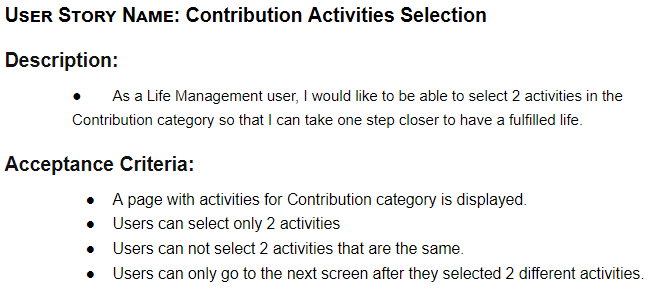 USER STORY NAME: Contribution Activities Selection
Description:
● As a Life Management user, I would like to be able to select 2 activities in the
Contribution category so that I can take one step closer to have a fulfilled life.
Acceptance Criteria:
● A page with activities for Contribution category is displayed.
● Users can select only 2 activities
● Users can not select 2 activities that are the same.
● Users can only go to the next screen after they selected 2 different activities.